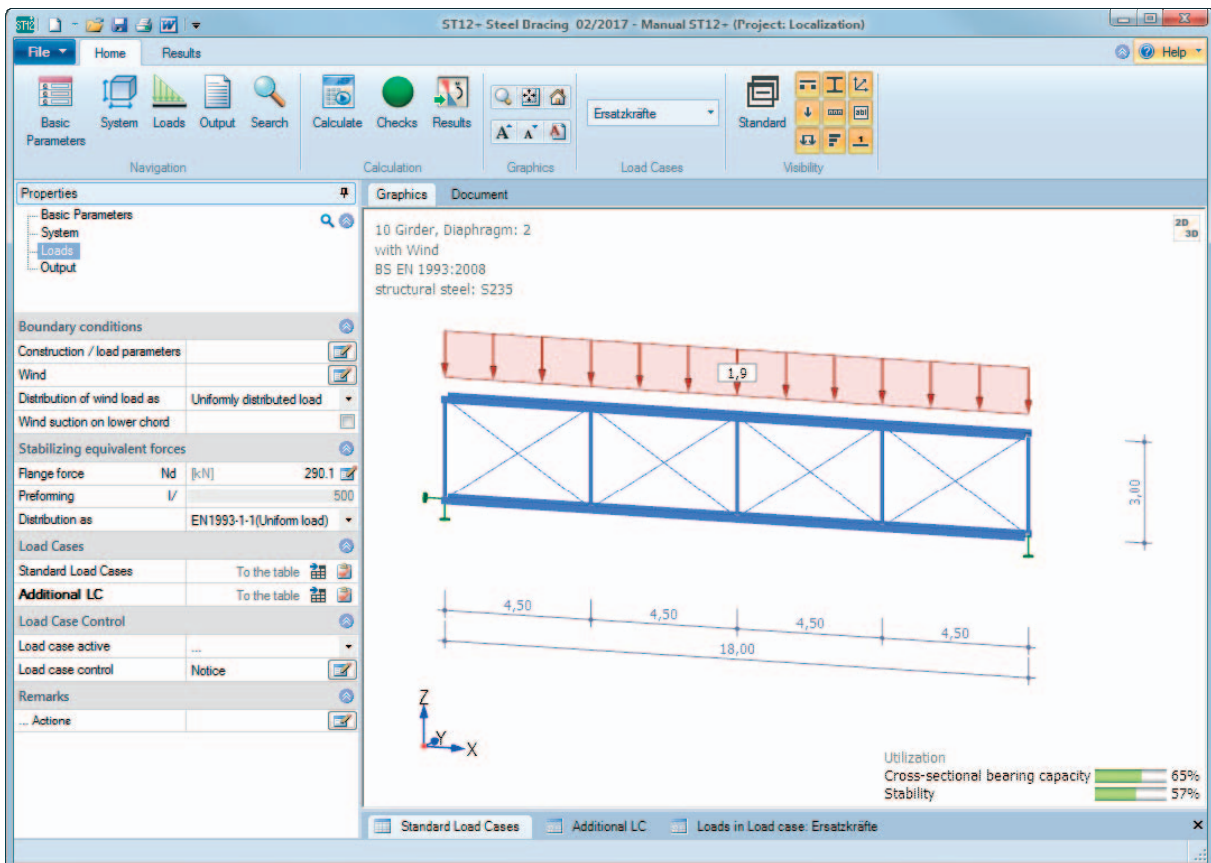 ST12+ Steel Bracing 02/2017 - Manual ST12+ (Project: Localization)
File Home Results Help
Basic Parameters
System
Loads
Output
Search
Calculate
Checks
Results
Ersatzkräfte
Standard
Navigation
Calculation
Graphics
Load Cases
Visibility
Properties
Basic Parameters
System
Loads
Output
Boundary conditions
Construction / load parameters
Wind
Distribution of wind load as Uniformly distributed load
Wind suction on lower chord
Stabilizing equivalent forces
Flange force Nd [kN] 290.1
Preforming l/ 500
Distribution as EN1993-1-1(Uniform load)
Load Cases
Standard Load Cases To the table
Additional LC To the table
Load Case Control
Load case active ...
Load case control Notice
Remarks
... Actions
Graphics Document
10 Girder, Diaphragm: 2
with Wind
BS EN 1993:2008
structural steel: S235
2D
3D
1,9
3,00
4,50
4,50
4,50
4,50
18,00
Z
Y
X
Utilization
Cross-sectional bearing capacity 65%
Stability 57%
Standard Load Cases Additional LC Loads in Load case: Ersatzkräfte